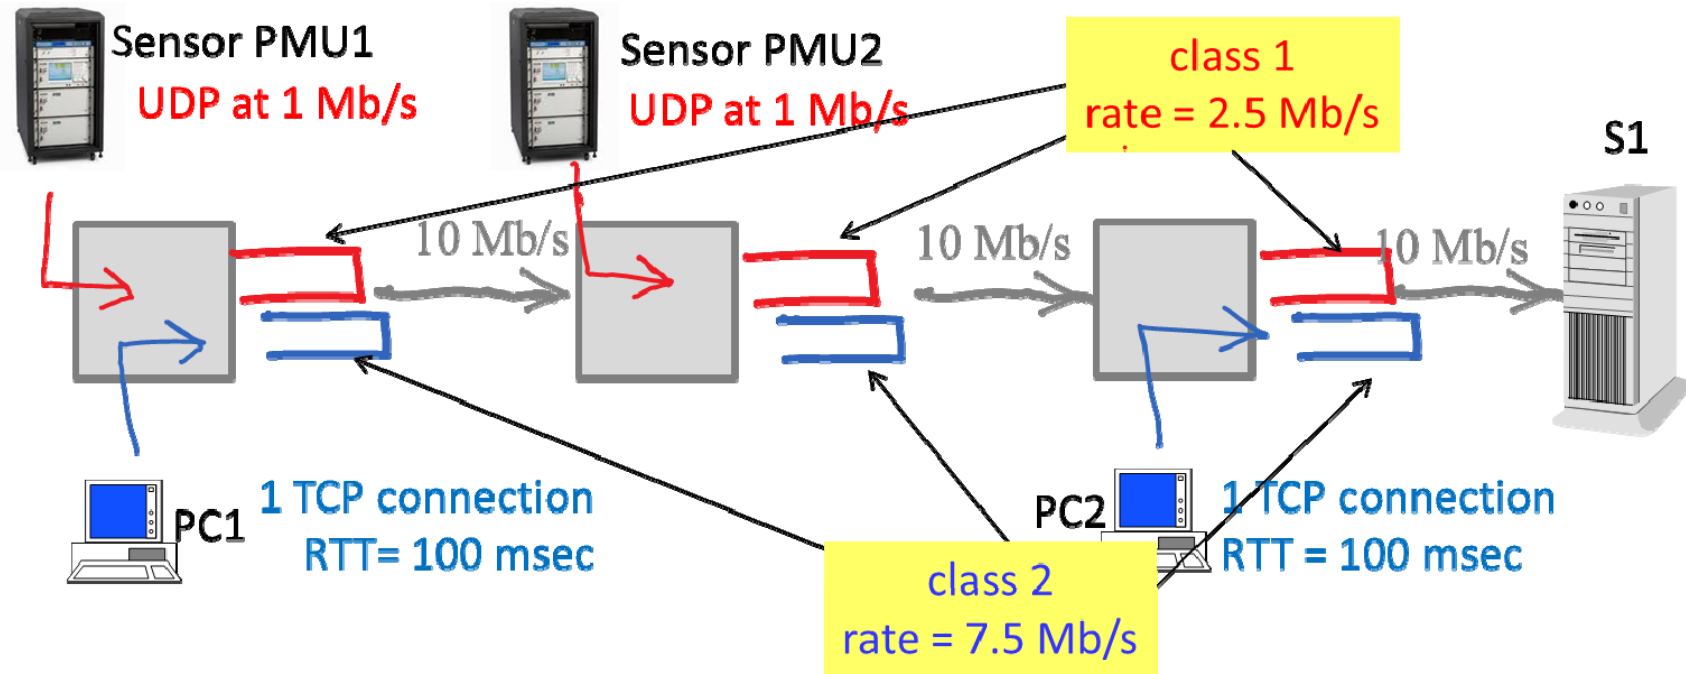 Sensor PMU1
UDP at 1 Mb/s
Sensor PMU2
UDP at 1 Mb/s
class 1
rate = 2.5 Mb/s
S1
10 Mb/s
10 Mb/s
10 Mb/s
PC1
1 TCP connection
RTT= 100 msec
PC2
1 TCP connection
RTT = 100 msec
class 2
rate = 7.5 Mb/s